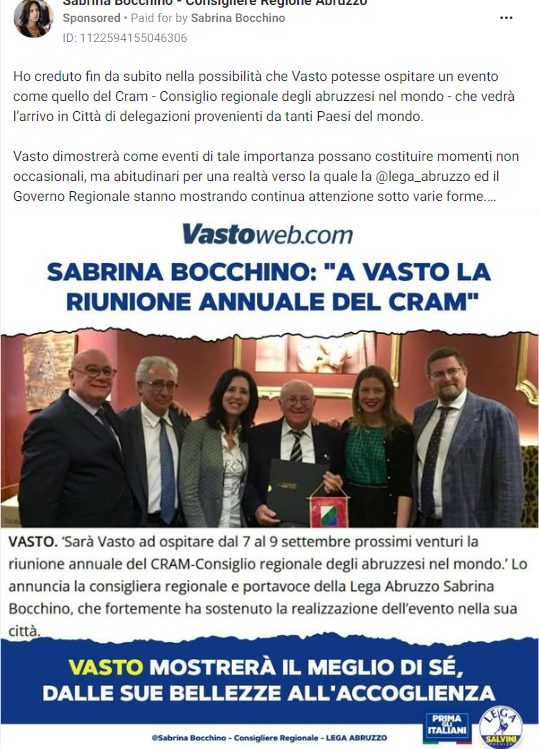 Sabrina Bocchino - Consigliere Regione Abruzzo
Sponsored • Paid for by Sabrina Bocchino
ID: 1122594155046306
Ho creduto fin da subito nella possibilità che Vasto potesse ospitare un evento
come quello del Cram - Consiglio regionale degli abruzzesi nel mondo - che vedrà
l'arrivo in Città di delegazioni provenienti da tanti Paesi del mondo.
Vasto dimostrerà come eventi di tale importanza possano costituire momenti non
occasionali, ma abitudinari per una realtà verso la quale la @lega_abruzzo ed il
Governo Regionale stanno mostrando continua attenzione sotto varie forme....
Vastoweb.com
SABRINA BOCCHINO: "A VASTO LA
RIUNIONE ANNUALE DEL CRAM"
VASTO. 'Sarà Vasto ad ospitare dal 7 al 9 settembre prossimi venturi la
riunione annuale del CRAM-Consiglio regionale degli abruzzesi nel mondo.' Lo
annuncia la consigliera regionale e portavoce della Lega Abruzzo Sabrina
Bocchino, che fortemente ha sostenuto la realizzazione dell'evento nella sua
città.
VASTO MOSTRERÀ IL MEGLIO DI SÉ,
DALLE SUE BELLEZZE ALL'ACCOGLIENZA
PRIMA
GLI
ITALIANI
LEGA
SALVINI
PREMIER
@Sabrina Bocchino - Consigliere Regionale - LEGA ABRUZZO